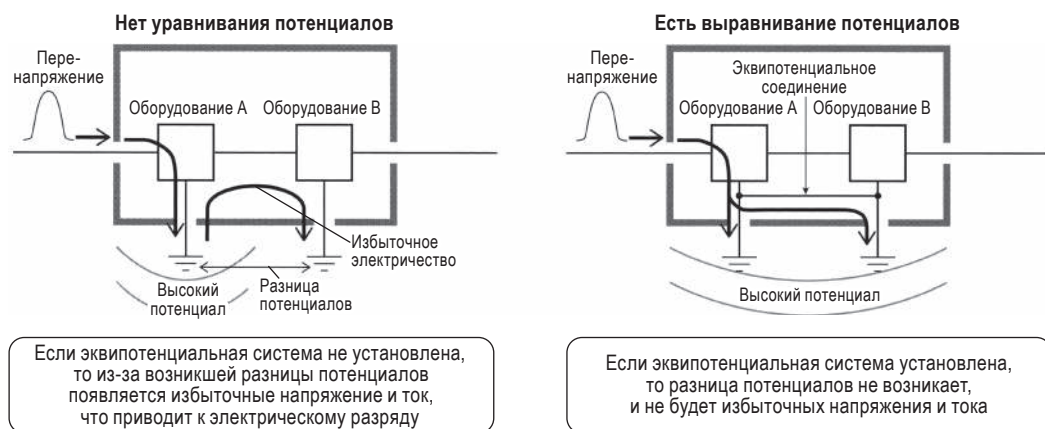 Нет уравнивания потенциалов
Пере-
напряжение
Оборудование А
Оборудование В
Избыточное
электричество
Высокий
потенциал
Разница
потенциалов
Если эквипотенциальная система не установлена,
то из-за возникшей разницы потенциалов
появляется избыточные напряжение и ток,
что приводит к электрическому разряду
Есть выравнивание потенциалов
Пере-
напряжение
Эквипотенциальное
соединение
Оборудование А
Оборудование В
Высокий потенциал
Если эквипотенциальная система установлена,
то разница потенциалов не возникает,
и не будет избыточных напряжения и тока